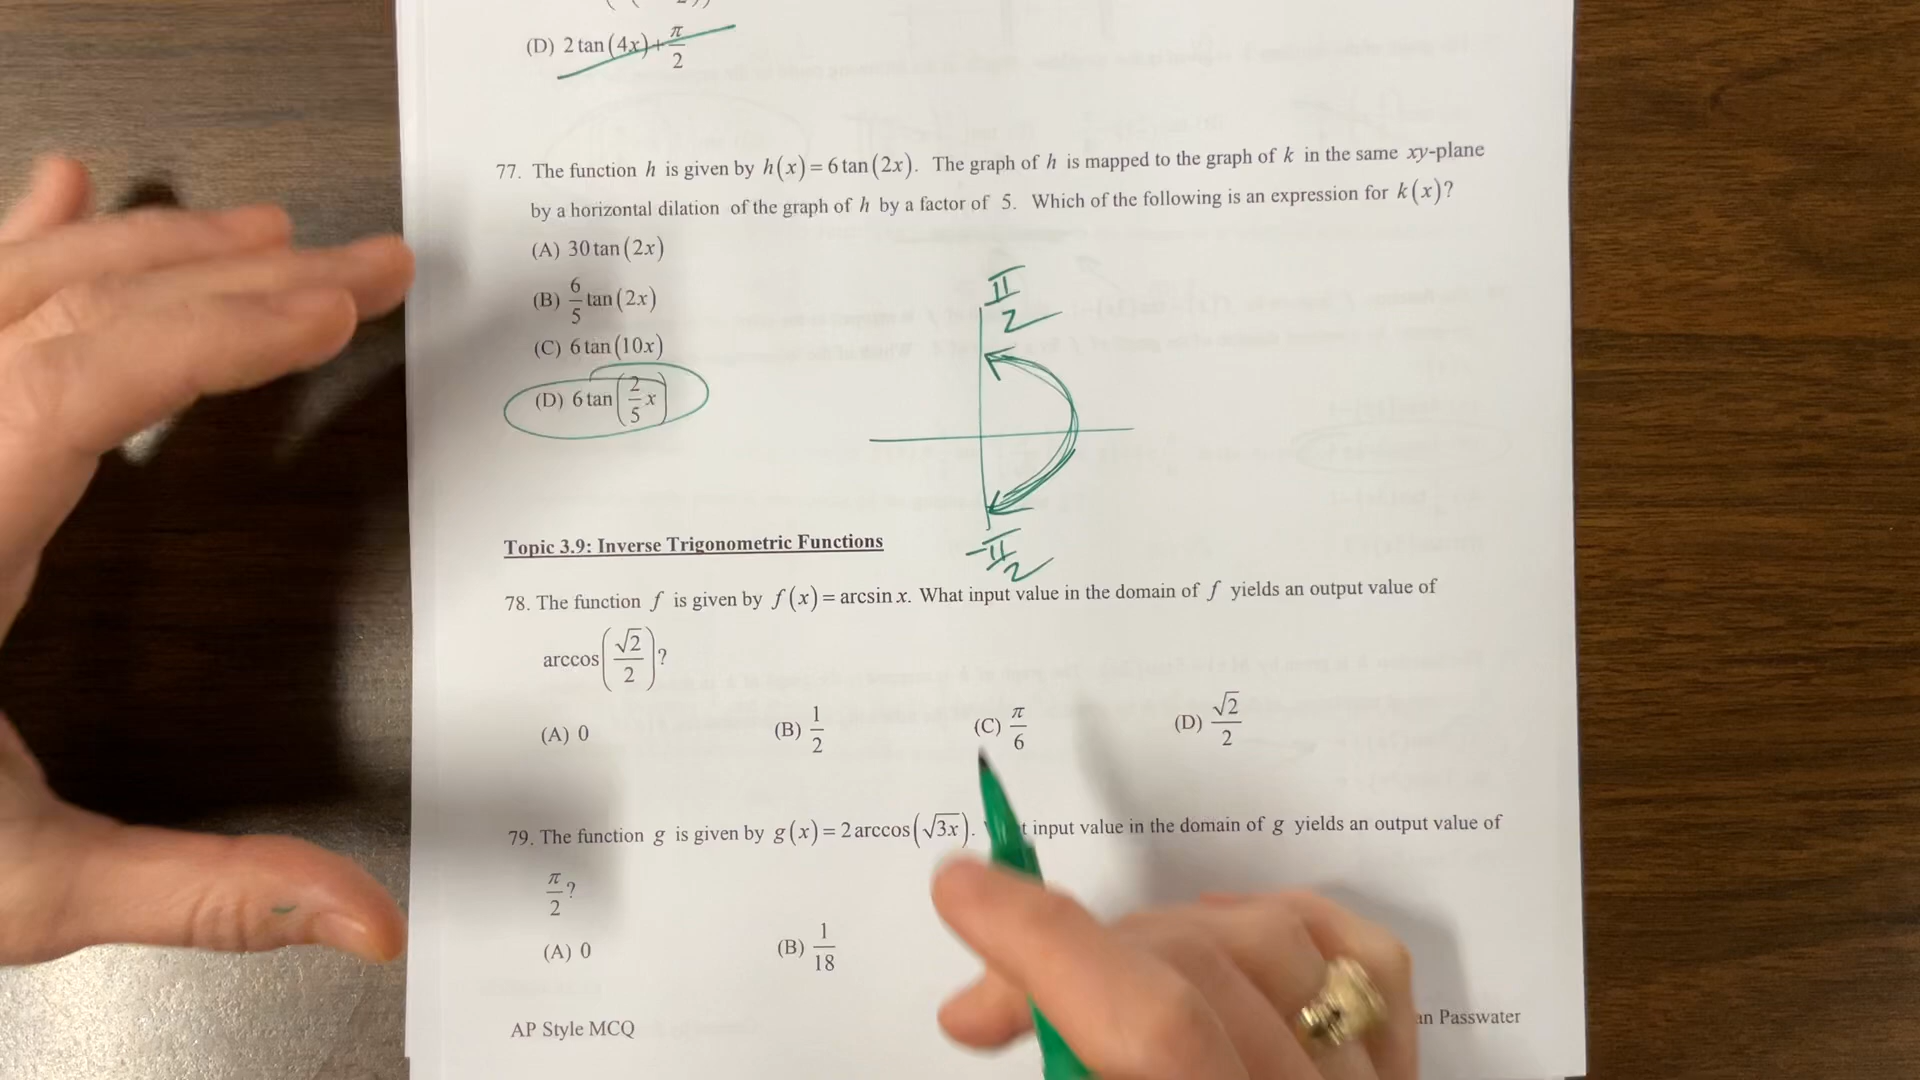 (D) 2 tan(4x) + π/2
77. The function h is given by h(x) = 6 tan(2x). The graph of h is mapped to the graph of k in the same xy-plane
by a horizontal dilation of the graph of h by a factor of 5. Which of the following is an expression for k(x)?
(A) 30 tan(2x)
(B) 6/5 tan(2x)
(C) 6 tan(10x)
(D) 6 tan(2/5 x)
π/2
-π/2
Topic 3.9: Inverse Trigonometric Functions
78. The function f is given by f(x) = arcsin x. What input value in the domain of f yields an output value of
arccos(√2/2)?
(A) 0 (B) 1/2 (C) π/6 (D) √2/2
79. The function g is given by g(x) = 2 arccos(√3x). input value in the domain of g yields an output value of
π/2?
(A) 0 (B) 1/18
AP Style MCQ Passwater